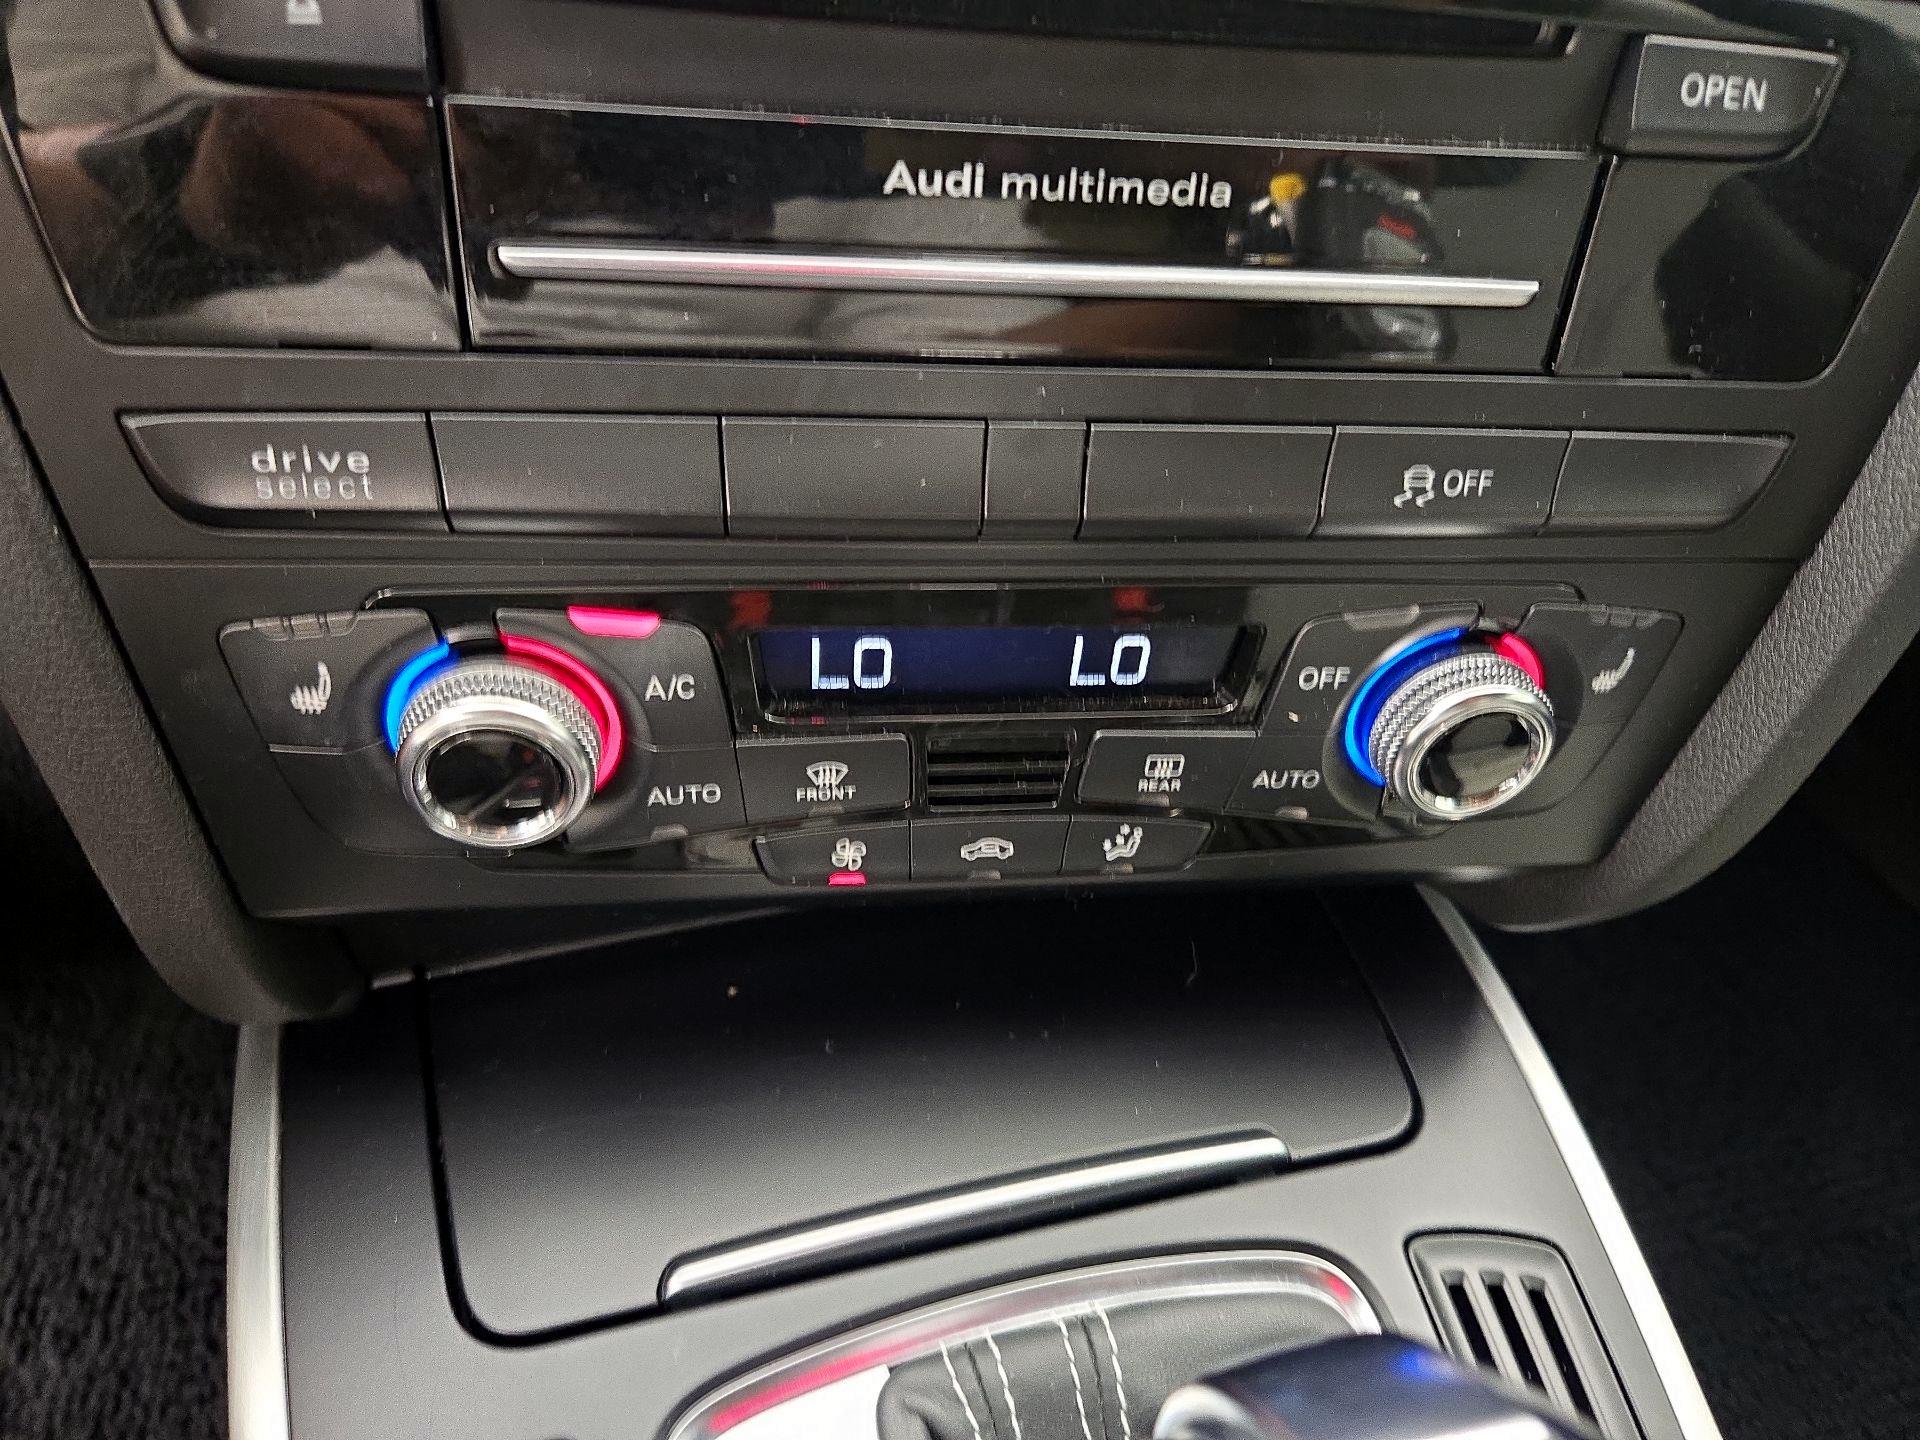 OPEN
Audi multimedia
drive
select
OFF
LO LO
A/C
OFF
AUTO
FRONT
REAR
AUTO